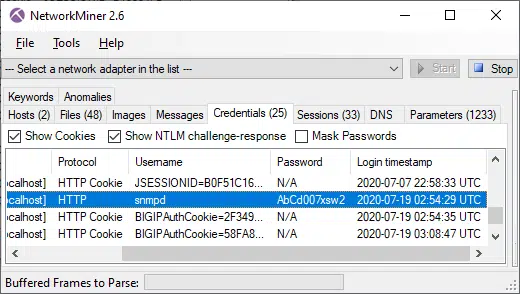 NetworkMiner 2.6
File Tools Help
--- Select a network adapter in the list --- Start Stop
Keywords Anomalies
Hosts (2) Files (48) Images Messages Credentials (25) Sessions (33) DNS Parameters (1233)
Show Cookies Show NTLM challenge-response Mask Passwords
Protocol Username Password Login timestamp
ocalhost] HTTP Cookie JSESSIONID=B0F51C16... N/A 2020-07-07 22:58:33 UTC
ocalhost] HTTP snmpd AbCd007xsw2 2020-07-19 02:54:29 UTC
ocalhost] HTTP Cookie BIGIPAuthCookie=2F349... N/A 2020-07-19 02:54:35 UTC
ocalhost] HTTP Cookie BIGIPAuthCookie=58FA8... N/A 2020-07-19 03:08:47 UTC
Buffered Frames to Parse: